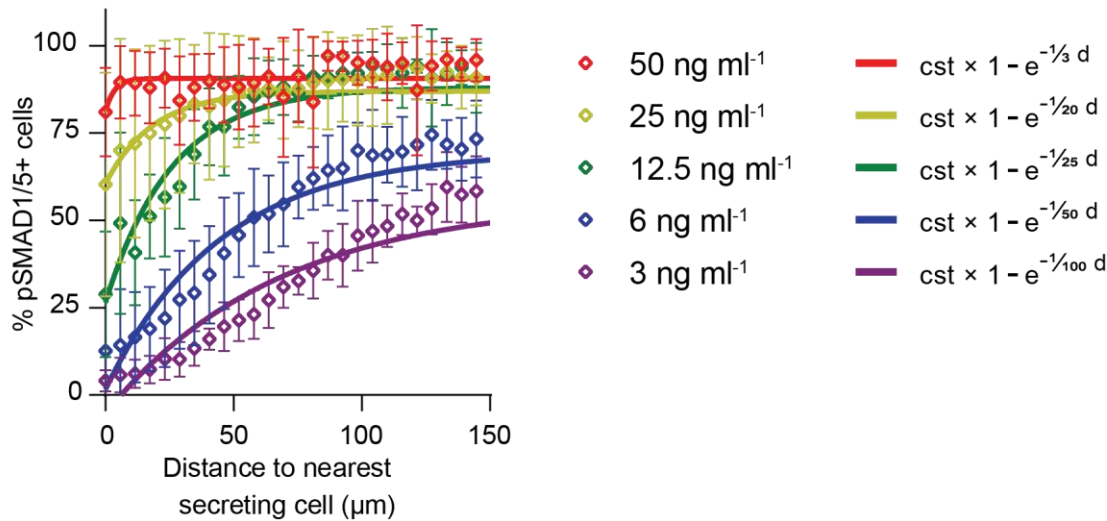 100
75
50
25
0
% pSMAD1/5+ cells
0 50 100 150
Distance to nearest
secreting cell (μm)
50 ng ml⁻¹ cst × 1 – e^(-1/3 d)
25 ng ml⁻¹ cst × 1 – e^(-1/20 d)
12.5 ng ml⁻¹ cst × 1 – e^(-1/25 d)
6 ng ml⁻¹ cst × 1 – e^(-1/50 d)
3 ng ml⁻¹ cst × 1 – e^(-1/100 d)